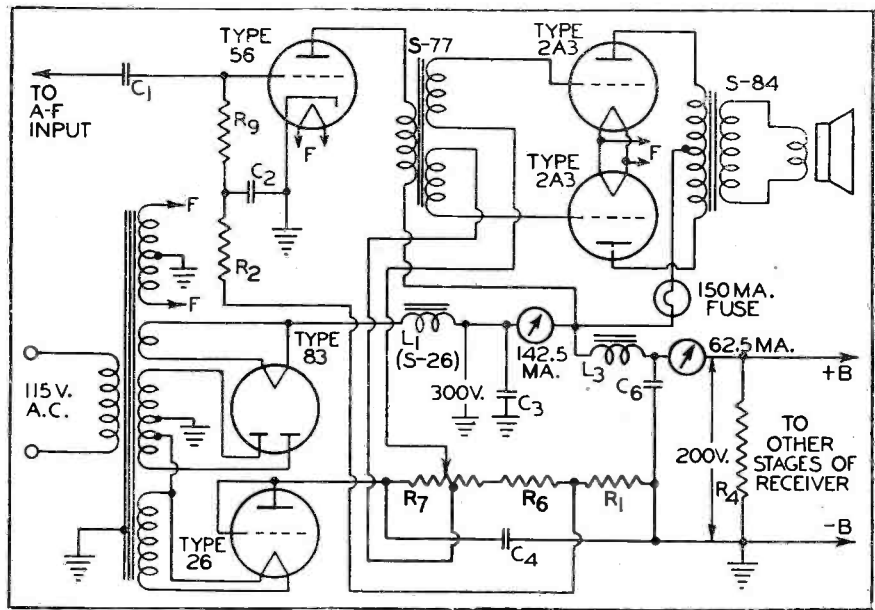 TYPE
56
S-77
TYPE
2A3
S-84
C1
TO
A-F
INPUT
R9
F
C2
F
TYPE
2A3
F
R2
F
150 MA.
FUSE
TYPE
83
L1
(S-26)
142.5
MA.
L3
62.5 MA.
+B
115 V.
A.C.
300V.
C3
C6
TO
OTHER
STAGES OF
RECEIVER
200V.
R4
R7
R6
R1
TYPE
26
C4
-B